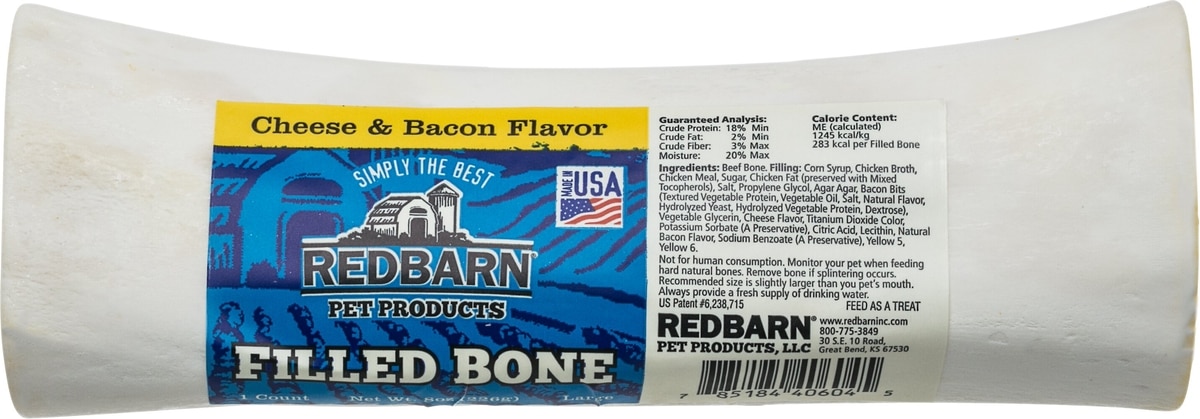 Cheese & Bacon Flavor
SIMPLY THE BEST
MADE IN
USA
REDBARN®
PET PRODUCTS
FILLED BONE
1 Count Net Wt. 8oz (226g) Large
Guaranteed Analysis:
Crude Protein: 18% Min
Crude Fat: 2% Min
Crude Fiber: 3% Max
Moisture: 20% Max
Calorie Content:
ME (calculated)
1245 kcal/kg
283 kcal per Filled Bone
Ingredients: Beef Bone. Filling: Corn Syrup, Chicken Broth,
Chicken Meal, Sugar, Chicken Fat (preserved with Mixed
Tocopherols), Salt, Propylene Glycol, Agar Agar, Bacon Bits
(Textured Vegetable Protein, Vegetable Oil, Salt, Natural Flavor,
Hydrolyzed Yeast, Hydrolyzed Vegetable Protein, Dextrose),
Vegetable Glycerin, Cheese Flavor, Titanium Dioxide Color,
Potassium Sorbate (A Preservative), Citric Acid, Lecithin, Natural
Bacon Flavor, Sodium Benzoate (A Preservative), Yellow 5,
Yellow 6.
Not for human consumption. Monitor your pet when feeding
hard natural bones. Remove bone if splintering occurs.
Recommended size is slightly larger than you pet's mouth.
Always provide a fresh supply of drinking water.
US Patent #6,238,715 FEED AS A TREAT
REDBARN®
PET PRODUCTS, LLC
www.redbarninc.com
800-775-3849
30 S.E. 10 Road,
Great Bend, KS 67530
7 85184 40604 5